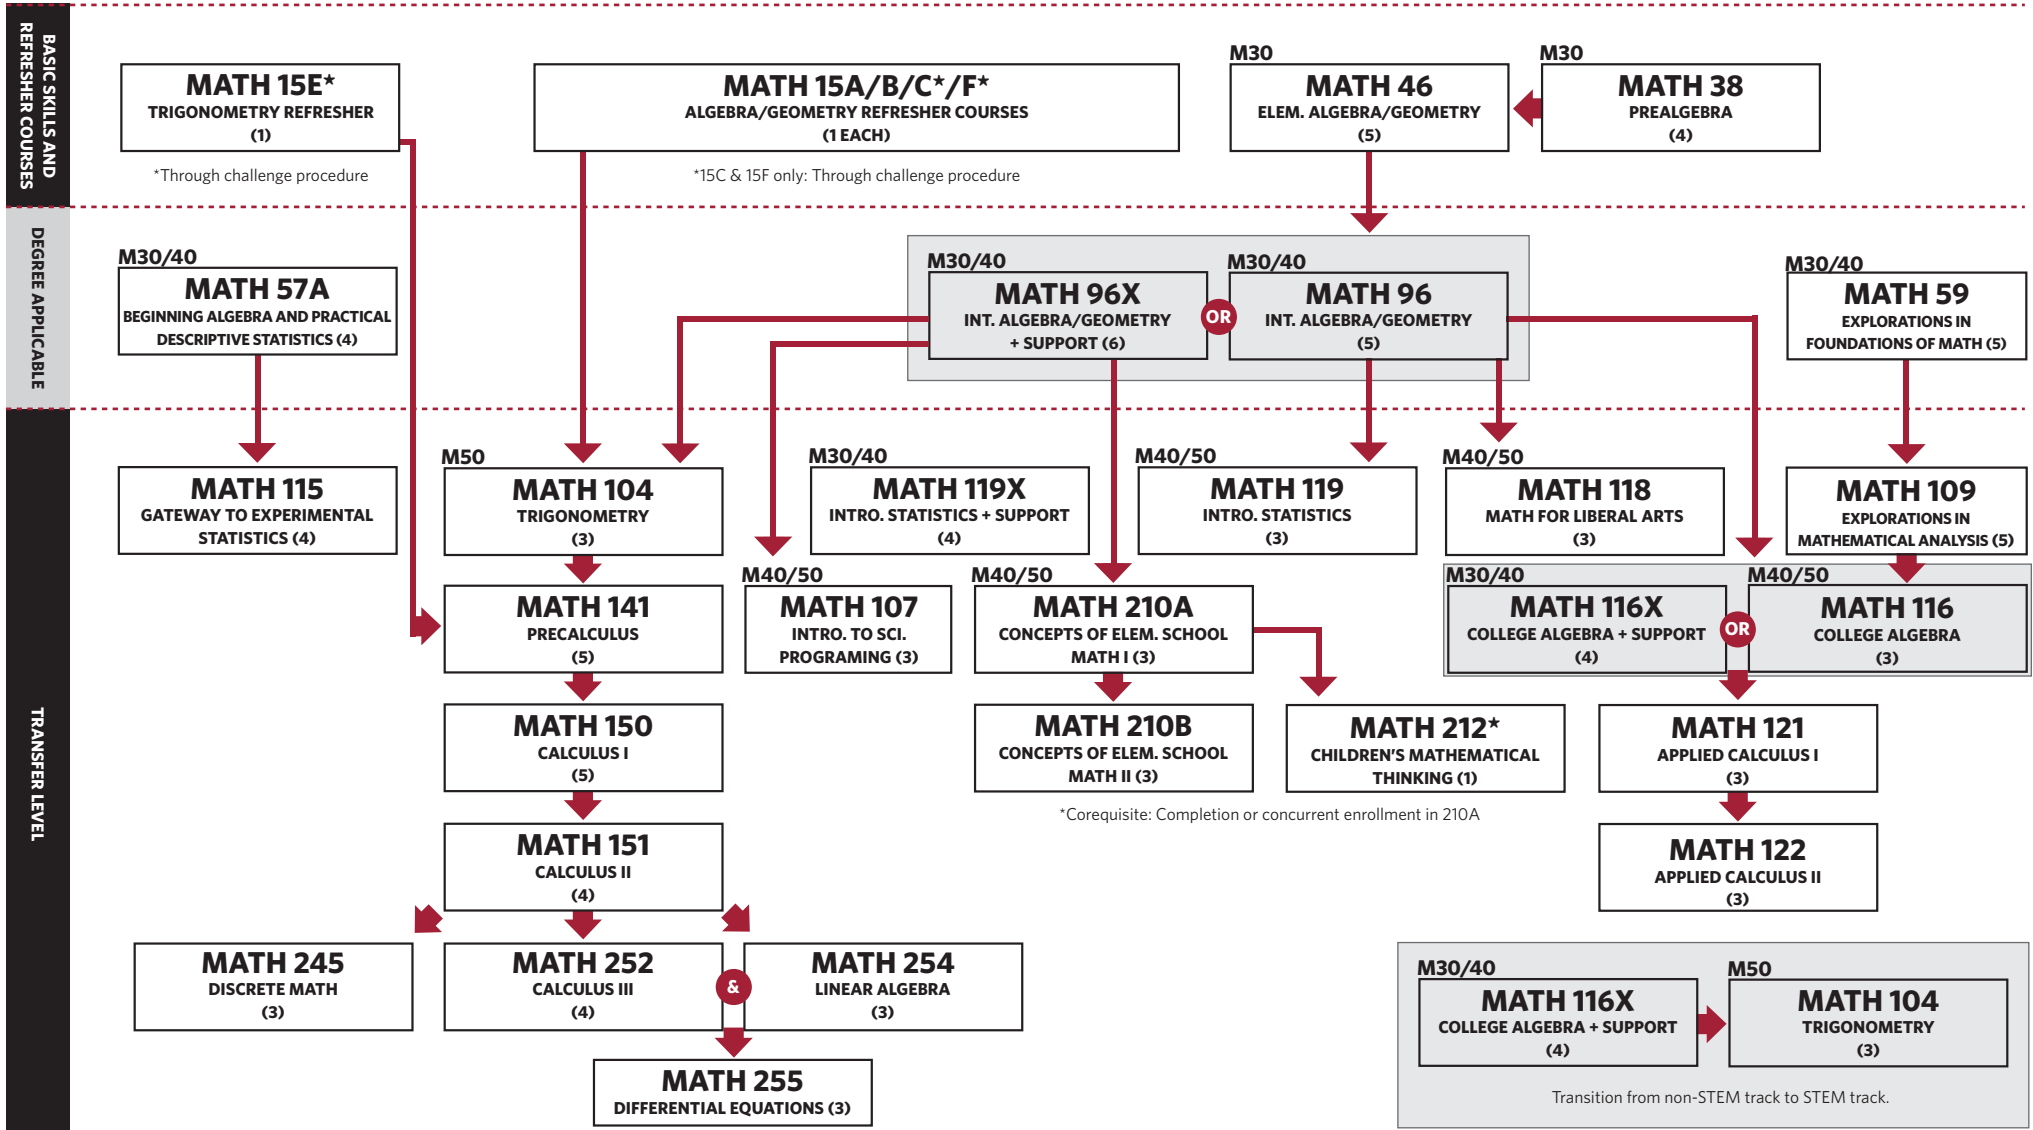 BASIC SKILLS AND
REFRESHER COURSES
MATH 15E*
TRIGONOMETRY REFRESHER
(1)
*Through challenge procedure
MATH 15A/B/C*/F*
ALGEBRA/GEOMETRY REFRESHER COURSES
(1 EACH)
*15C & 15F only: Through challenge procedure
M30
MATH 46
ELEM. ALGEBRA/GEOMETRY
(5)
M30
MATH 38
PREALGEBRA
(4)
DEGREE APPLICABLE
M30/40
MATH 57A
BEGINNING ALGEBRA AND PRACTICAL
DESCRIPTIVE STATISTICS (4)
M30/40
MATH 96X
INT. ALGEBRA/GEOMETRY
+ SUPPORT (6)
OR
M30/40
MATH 96
INT. ALGEBRA/GEOMETRY
(5)
M30/40
MATH 59
EXPLORATIONS IN
FOUNDATIONS OF MATH (5)
TRANSFER LEVEL
MATH 115
GATEWAY TO EXPERIMENTAL
STATISTICS (4)
M50
MATH 104
TRIGONOMETRY
(3)
M30/40
MATH 119X
INTRO. STATISTICS + SUPPORT
(4)
M40/50
MATH 119
INTRO. STATISTICS
(3)
M40/50
MATH 118
MATH FOR LIBERAL ARTS
(3)
MATH 109
EXPLORATIONS IN
MATHEMATICAL ANALYSIS (5)
MATH 141
PRECALCULUS
(5)
M40/50
MATH 107
INTRO. TO SCI.
PROGRAMING (3)
M40/50
MATH 210A
CONCEPTS OF ELEM. SCHOOL
MATH I (3)
M30/40
MATH 116X
COLLEGE ALGEBRA + SUPPORT
(4)
OR
M40/50
MATH 116
COLLEGE ALGEBRA
(3)
MATH 150
CALCULUS I
(5)
MATH 210B
CONCEPTS OF ELEM. SCHOOL
MATH II (3)
MATH 212*
CHILDREN'S MATHEMATICAL
THINKING (1)
*Corequisite: Completion or concurrent enrollment in 210A
MATH 121
APPLIED CALCULUS I
(3)
MATH 151
CALCULUS II
(4)
MATH 122
APPLIED CALCULUS II
(3)
MATH 245
DISCRETE MATH
(3)
MATH 252
CALCULUS III
(4)
&
MATH 254
LINEAR ALGEBRA
(3)
MATH 255
DIFFERENTIAL EQUATIONS (3)
M30/40
MATH 116X
COLLEGE ALGEBRA + SUPPORT
(4)
M50
MATH 104
TRIGONOMETRY
(3)
Transition from non-STEM track to STEM track.